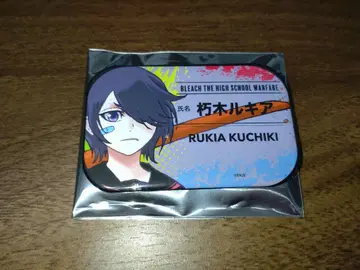 BLEACH THE HIGH SCHOOL WARFARE
氏名 朽木ルキア
RUKIA KUCHIKI